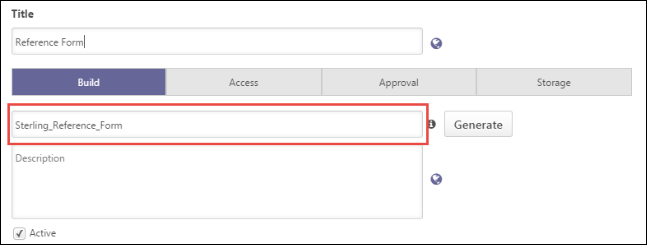 Title
Reference Form
Build Access Approval Storage
Sterling_Reference_Form Generate
Description
Active